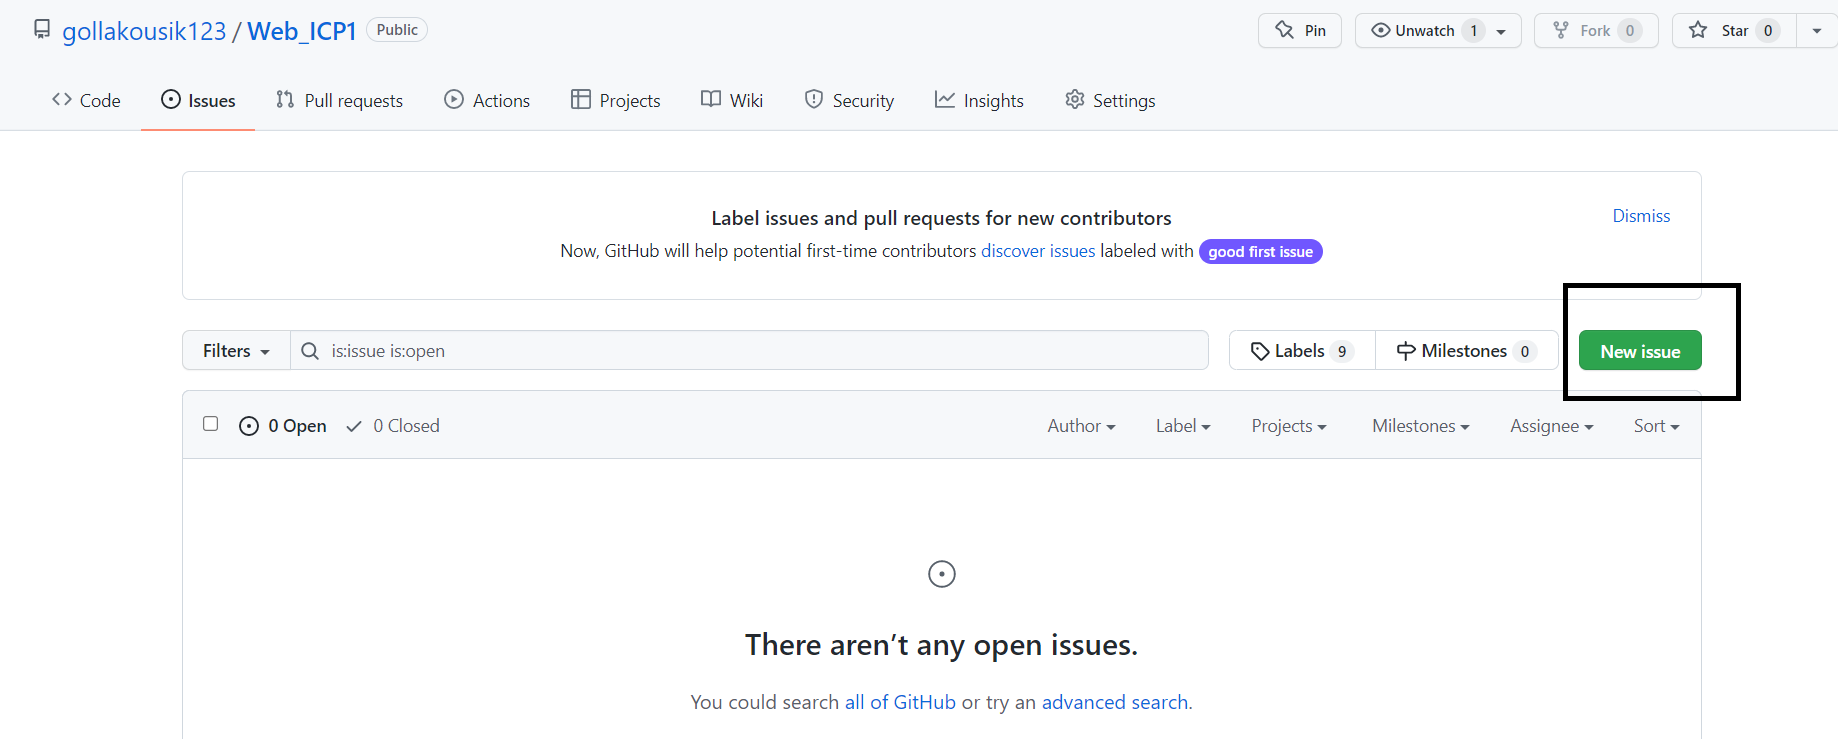 gollakousik123 / Web_ICP1 Public
Pin Unwatch 1 Fork 0 Star 0
Code Issues Pull requests Actions Projects Wiki Security Insights Settings
Label issues and pull requests for new contributors
Dismiss
Now, GitHub will help potential first-time contributors discover issues labeled with good first issue
Filters is:issue is:open Labels 9 Milestones 0 New issue
0 Open 0 Closed Author Label Projects Milestones Assignee Sort
There aren’t any open issues.
You could search all of GitHub or try an advanced search.